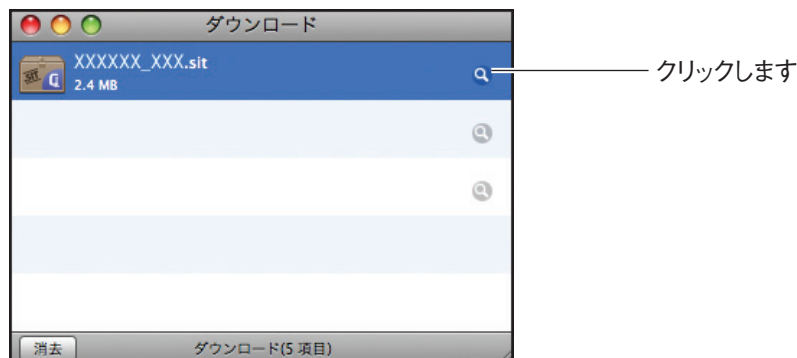 ダウンロード
XXXXXX_XXX.sit
2.4 MB
クリックします
消去
ダウンロード(5 項目)